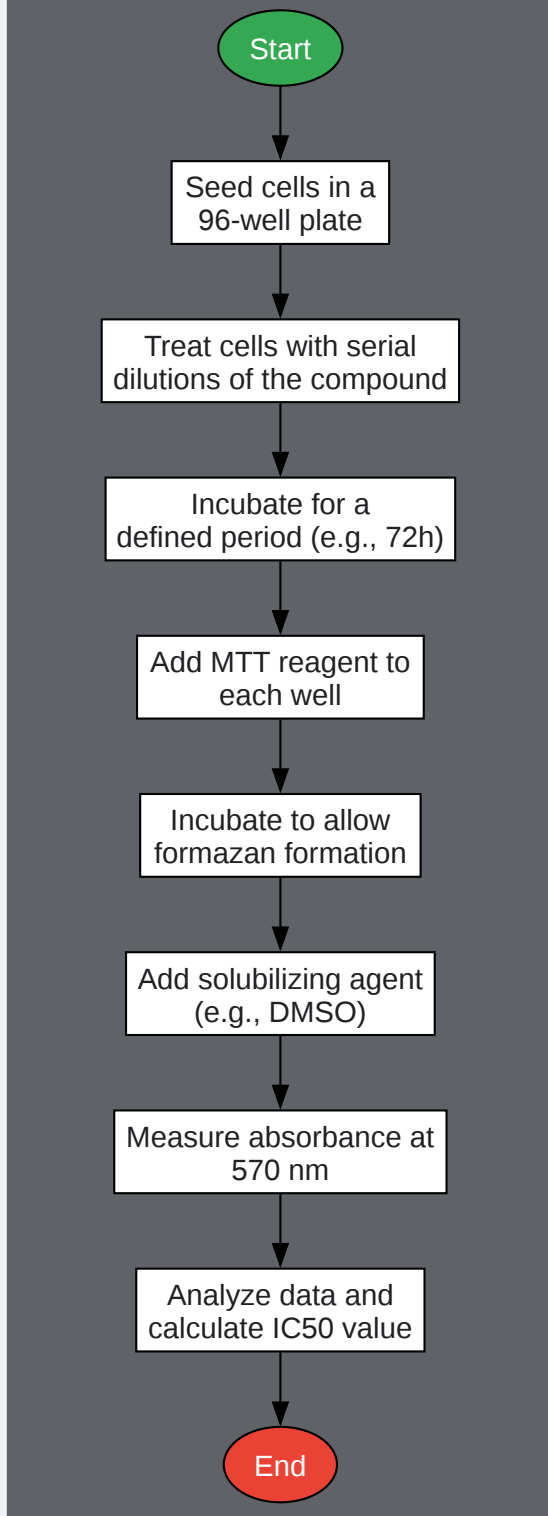 Start
Seed cells in a
96-well plate
Treat cells with serial
dilutions of the compound
Incubate for a
defined period (e.g., 72h)
Add MTT reagent to
each well
Incubate to allow
formazan formation
Add solubilizing agent
(e.g., DMSO)
Measure absorbance at
570 nm
Analyze data and
calculate IC50 value
End